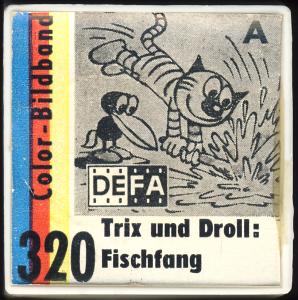 Color-Bildband
A
DEFA
320
Trix und Droll:
Fischfang